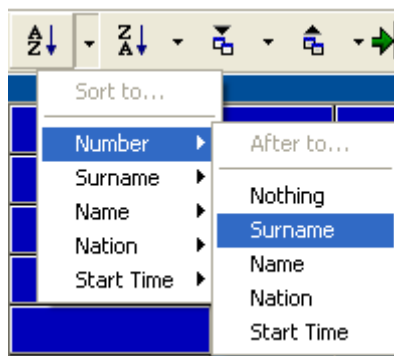 A
Z
Z
A
Sort to...
Number
Surname
Name
Nation
Start Time
After to...
Nothing
Surname
Name
Nation
Start Time